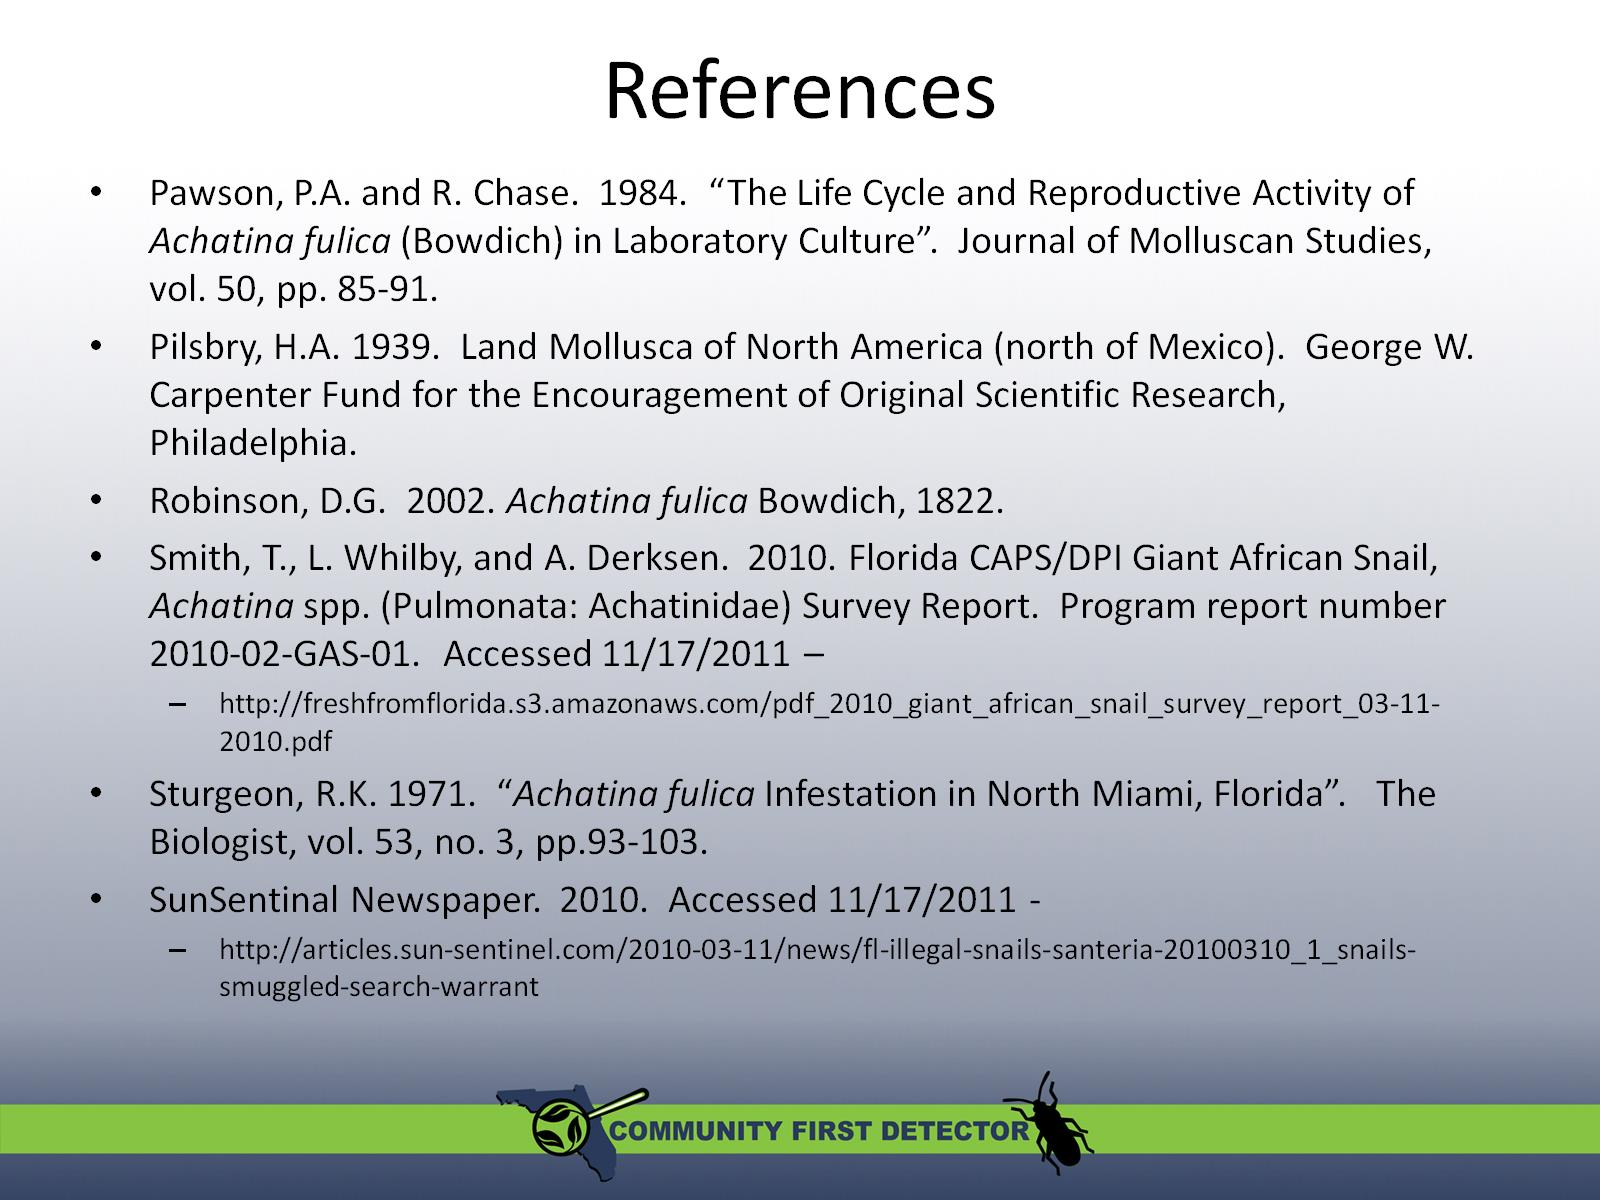 References
• Pawson, P.A. and R. Chase.  1984.  “The Life Cycle and Reproductive Activity of
Achatina fulica (Bowdich) in Laboratory Culture”.  Journal of Molluscan Studies,
vol. 50, pp. 85-91.
• Pilsbry, H.A. 1939.  Land Mollusca of North America (north of Mexico).  George W.
Carpenter Fund for the Encouragement of Original Scientific Research,
Philadelphia.
• Robinson, D.G.  2002. Achatina fulica Bowdich, 1822.
• Smith, T., L. Whilby, and A. Derksen.  2010. Florida CAPS/DPI Giant African Snail,
Achatina spp. (Pulmonata: Achatinidae) Survey Report.  Program report number
2010-02-GAS-01.   Accessed 11/17/2011 –
– http://freshfromflorida.s3.amazonaws.com/pdf_2010_giant_african_snail_survey_report_03-11-
2010.pdf
• Sturgeon, R.K. 1971.  “Achatina fulica Infestation in North Miami, Florida”.   The
Biologist, vol. 53, no. 3, pp.93-103.
• SunSentinal Newspaper.  2010.  Accessed 11/17/2011 -
– http://articles.sun-sentinel.com/2010-03-11/news/fl-illegal-snails-santeria-20100310_1_snails-
smuggled-search-warrant
COMMUNITY FIRST DETECTOR